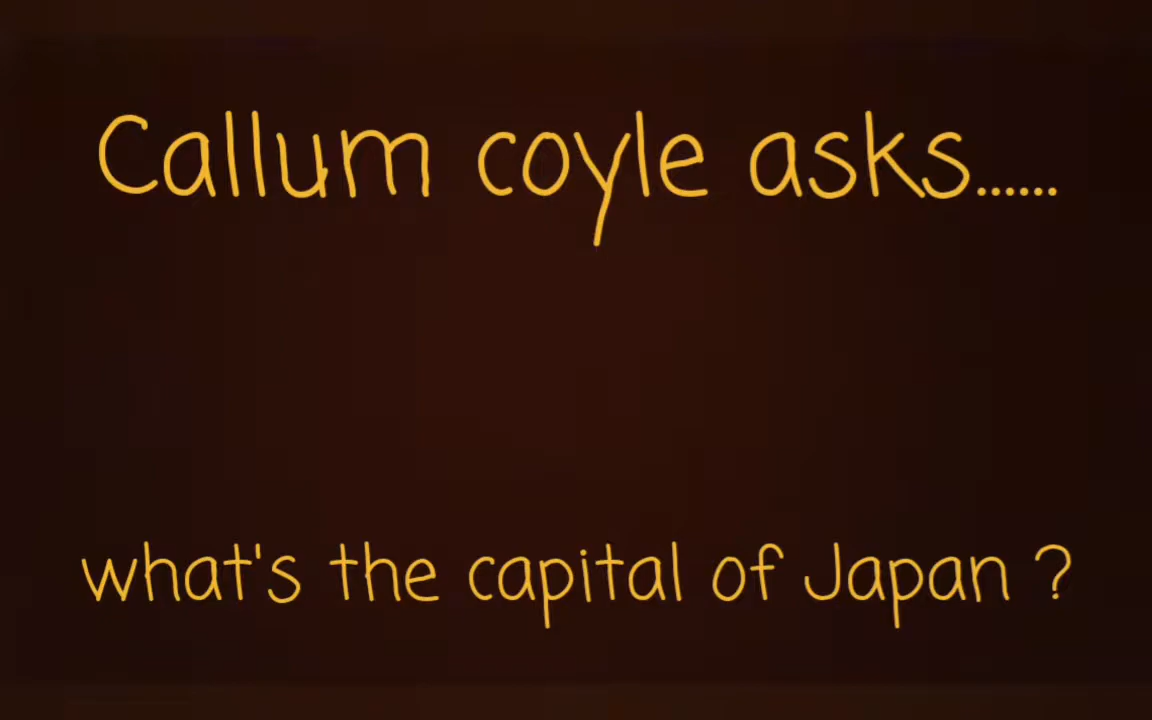 Callum coyle asks......
what's the capital of Japan ?